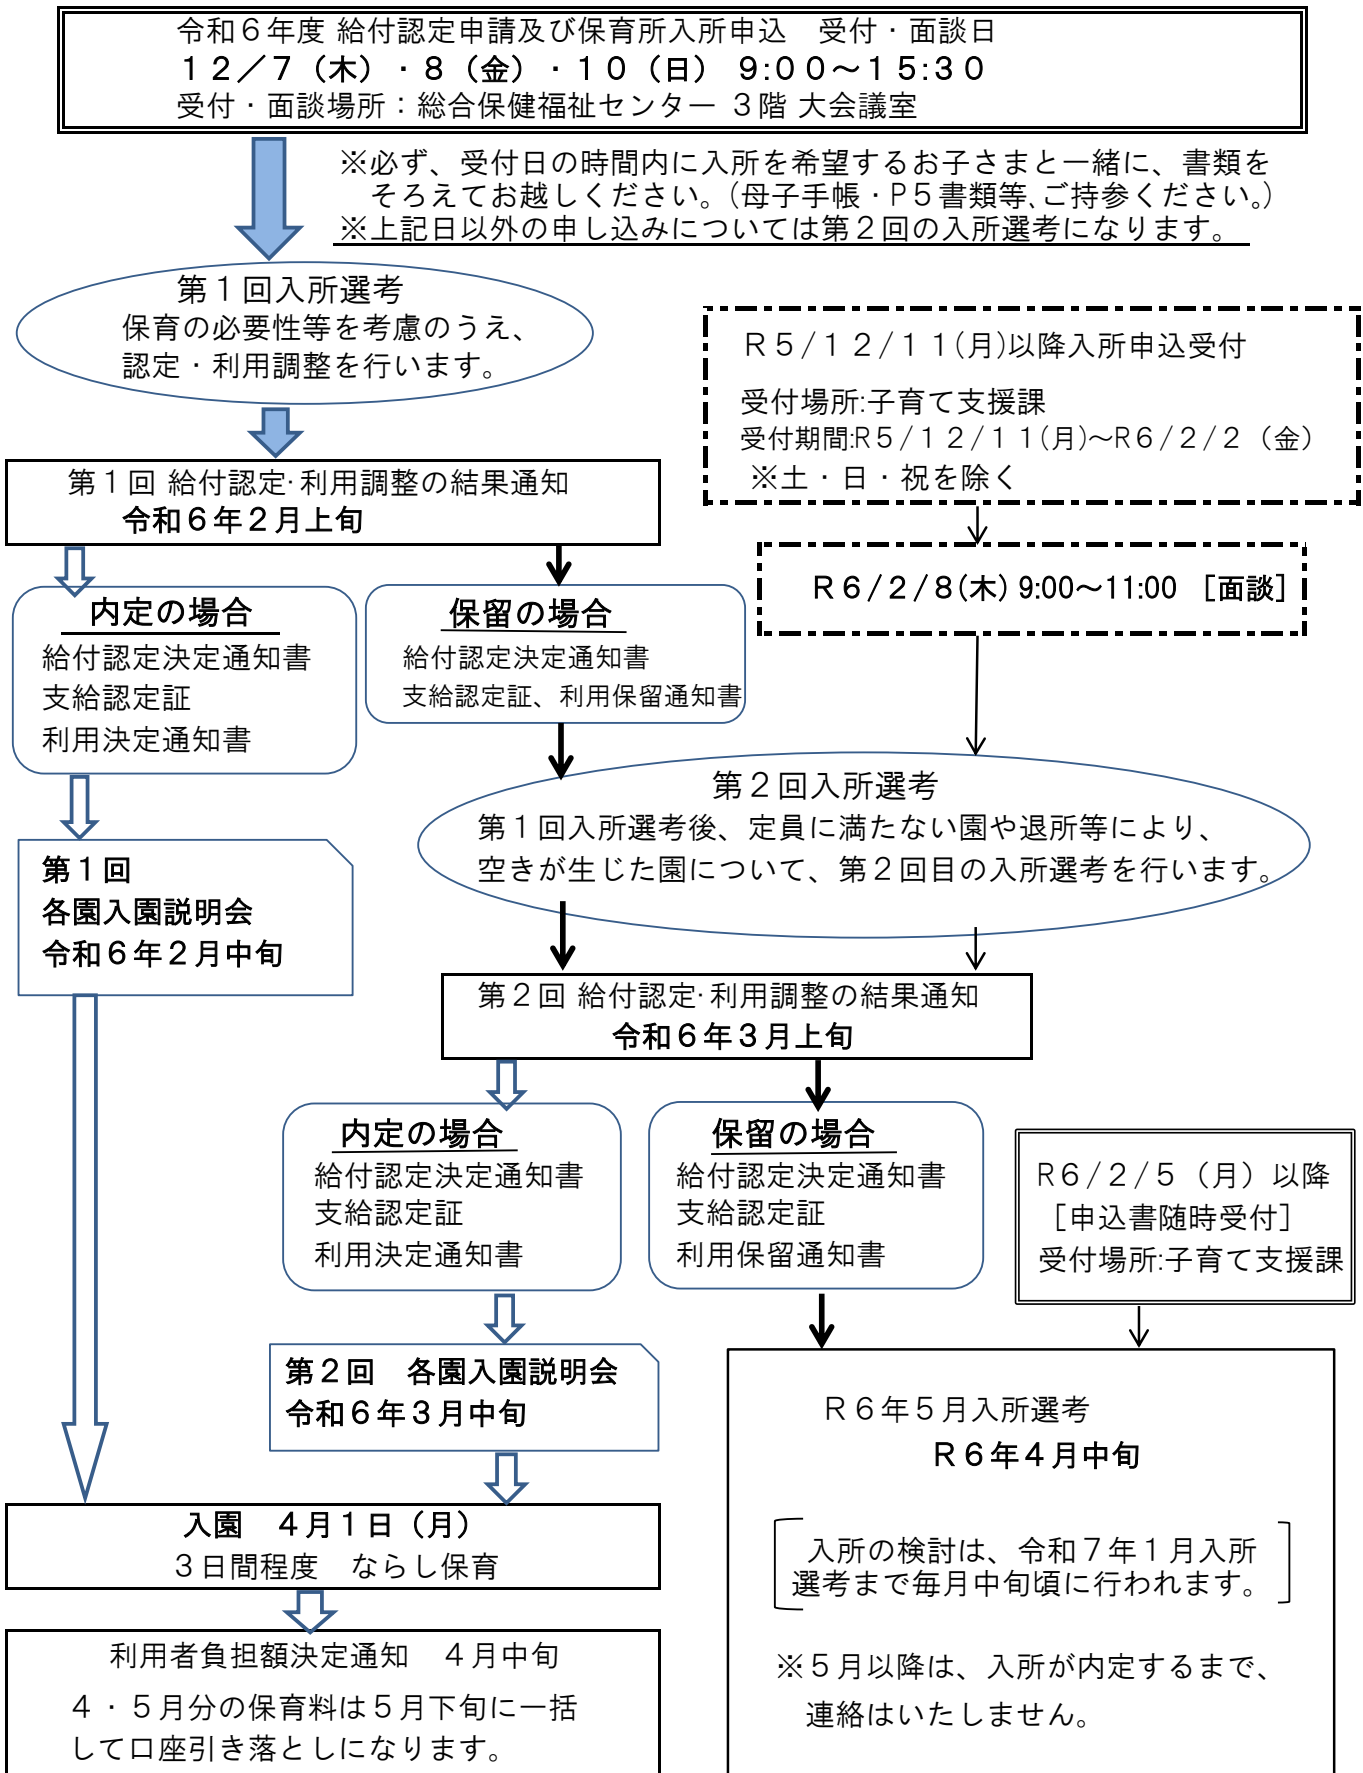 令和６年度 給付認定申請及び保育所入所申込　受付・面談日
１２／７（木）・８（金）・１０（日） 9:００～１５:３０
受付・面談場所：総合保健福祉センター ３階 大会議室
※必ず、受付日の時間内に入所を希望するお子さまと一緒に、書類を
そろえてお越しください。（母子手帳・P５書類等、ご持参ください。）
※上記日以外の申し込みについては第２回の入所選考になります。
第１回入所選考
保育の必要性等を考慮のうえ、
認定・利用調整を行います。
Ｒ５/１２/１１(月)以降入所申込受付
受付場所:子育て支援課
受付期間:R５/１２/１１(月)～R６/２/２（金）
※土・日・祝を除く
第１回 給付認定･利用調整の結果通知
令和６年２月上旬
Ｒ６/２/８(木) 9:00～11:00 ［面談］
内定の場合
給付認定決定通知書
支給認定証
利用決定通知書
保留の場合
給付認定決定通知書
支給認定証、利用保留通知書
第２回入所選考
第１回入所選考後、定員に満たない園や退所等により、
空きが生じた園について、第２回目の入所選考を行います。
第１回
各園入園説明会
令和６年２月中旬
第２回 給付認定･利用調整の結果通知
令和６年３月上旬
内定の場合
給付認定決定通知書
支給認定証
利用決定通知書
保留の場合
給付認定決定通知書
支給認定証
利用保留通知書
R６/２/５（月）以降
［申込書随時受付］
受付場所:子育て支援課
第２回　各園入園説明会
令和６年３月中旬
Ｒ６年５月入所選考
Ｒ６年４月中旬
入所の検討は、令和７年１月入所
選考まで毎月中旬頃に行われます。
※５月以降は、入所が内定するまで、
連絡はいたしません。
入園　４月１日（月）
３日間程度　ならし保育
利用者負担額決定通知　４月中旬
４・５月分の保育料は５月下旬に一括
して口座引き落としになります。